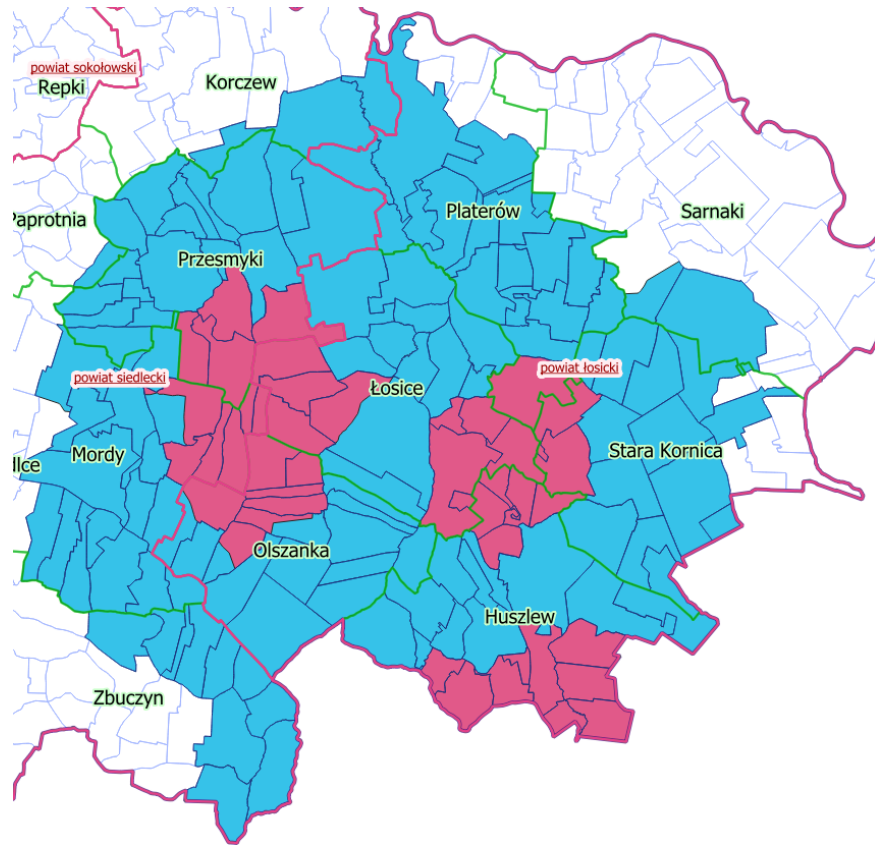 powiat sokołowski
Repki
Korczew
Paprotnia
Przesmyki
Platerów
Sarnaki
powiat siedlecki
powiat łosicki
Łosice
Mordy
dlce
Stara Kornica
Olszanka
Huszlew
Zbuczyn